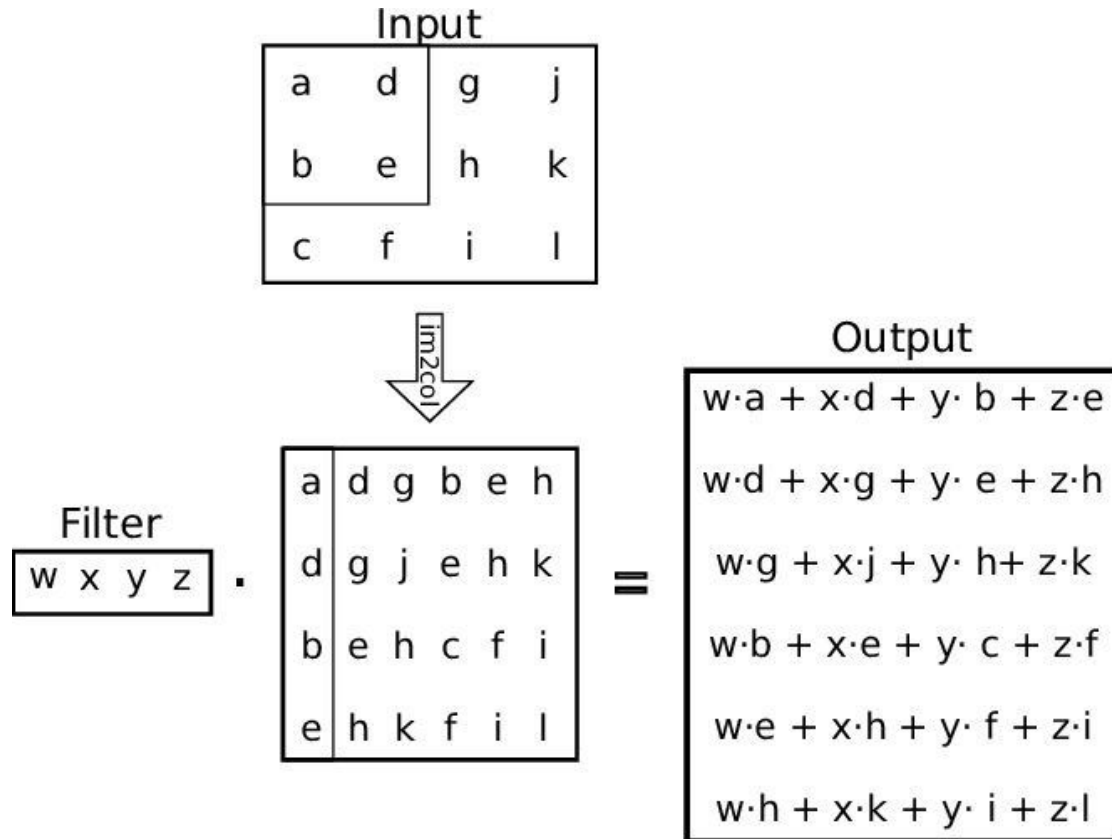 Input
a d g j
b e h k
c f i l
im2col
Filter
w x y z
·
a d g b e h
d g j e h k
b e h c f i
e h k f i l
=
Output
w·a + x·d + y· b + z·e
w·d + x·g + y· e + z·h
w·g + x·j + y· h+ z·k
w·b + x·e + y· c + z·f
w·e + x·h + y· f + z·i
w·h + x·k + y· i + z·l